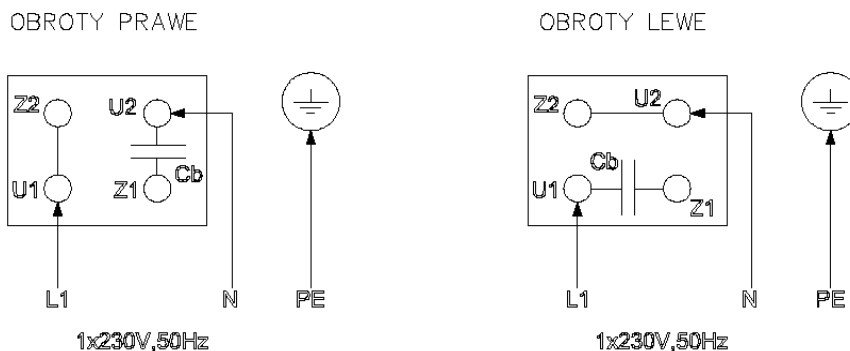 OBROTY PRAWE
Z2 U2
Cb
U1 Z1
L1 N PE
1x230V,50Hz
OBROTY LEWE
Z2 U2
Cb
U1 Z1
L1 N PE
1x230V,50Hz